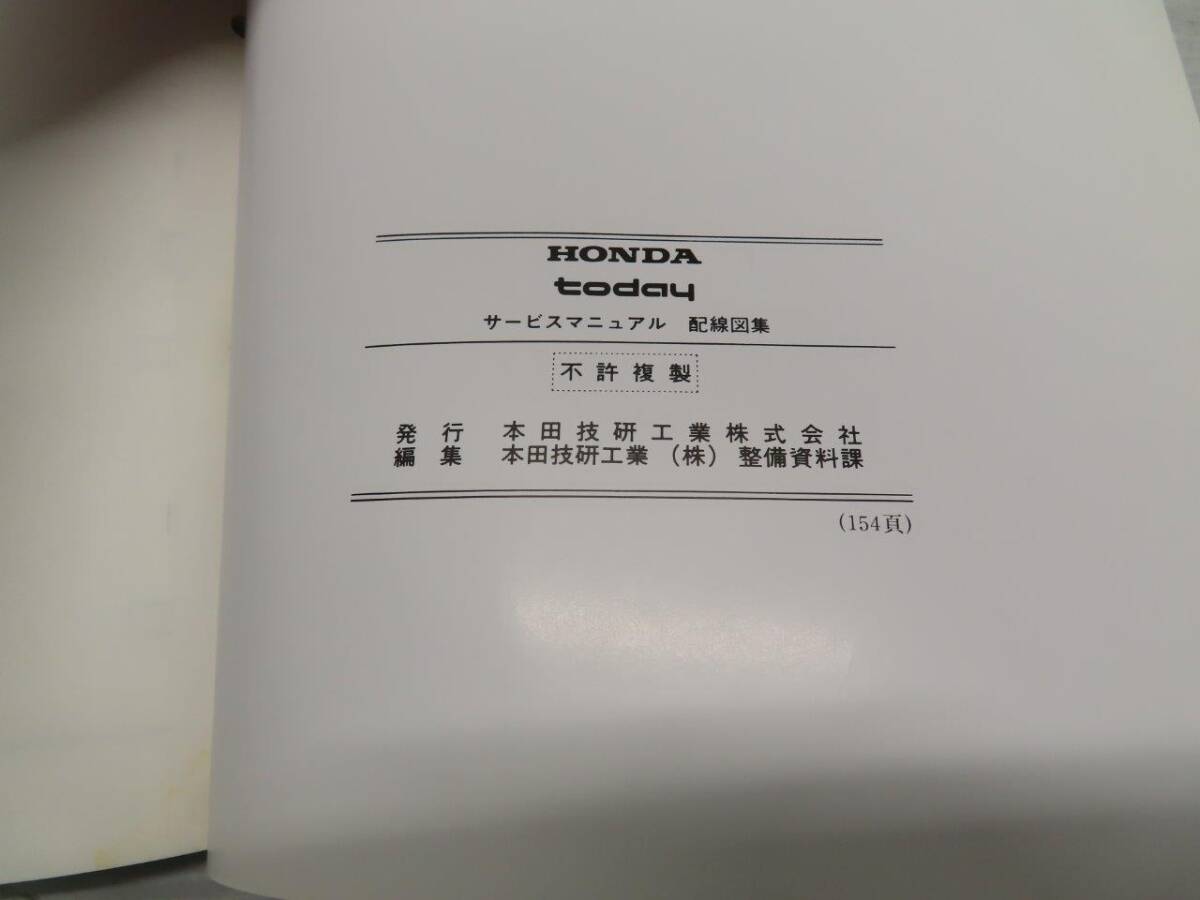 HONDA
today
サービスマニュアル 配線図集
不許複製
発行 本田技研工業株式会社
編集 本田技研工業(株) 整備資料課
(154頁)